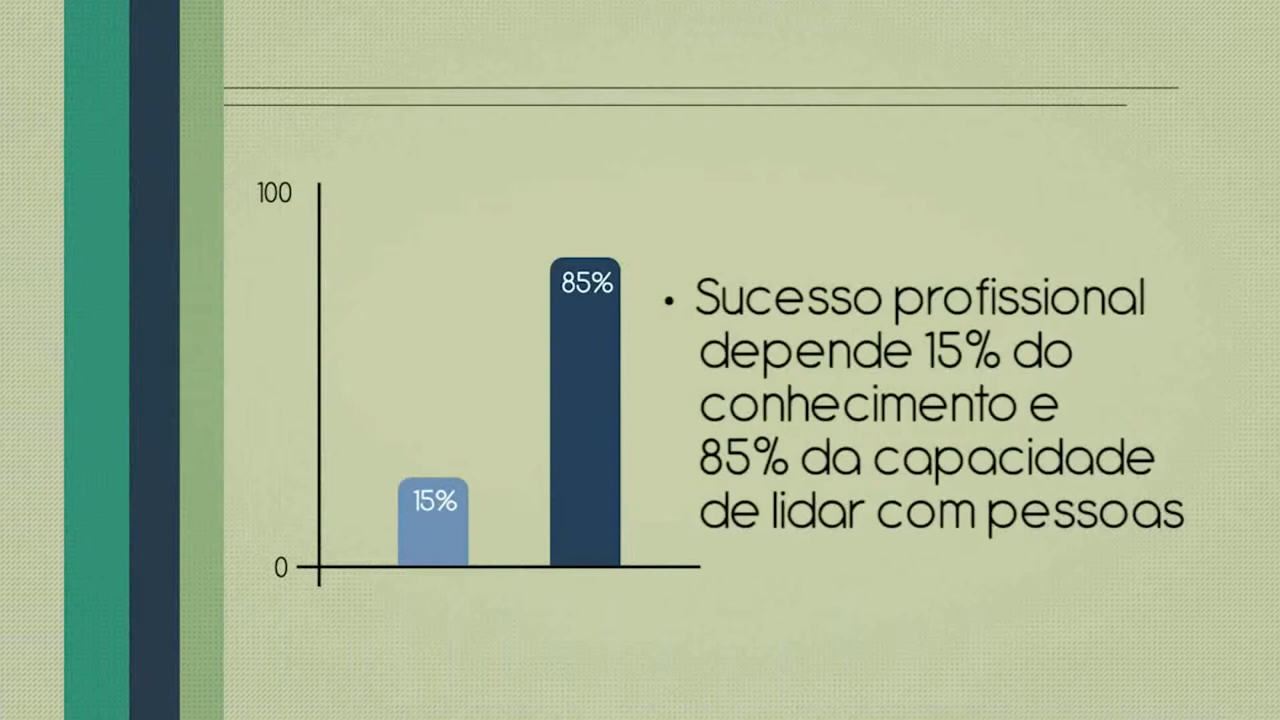 100
85%
15%
0
• Sucesso profissional
depende 15% do
conhecimento e
85% da capacidade
de lidar com pessoas